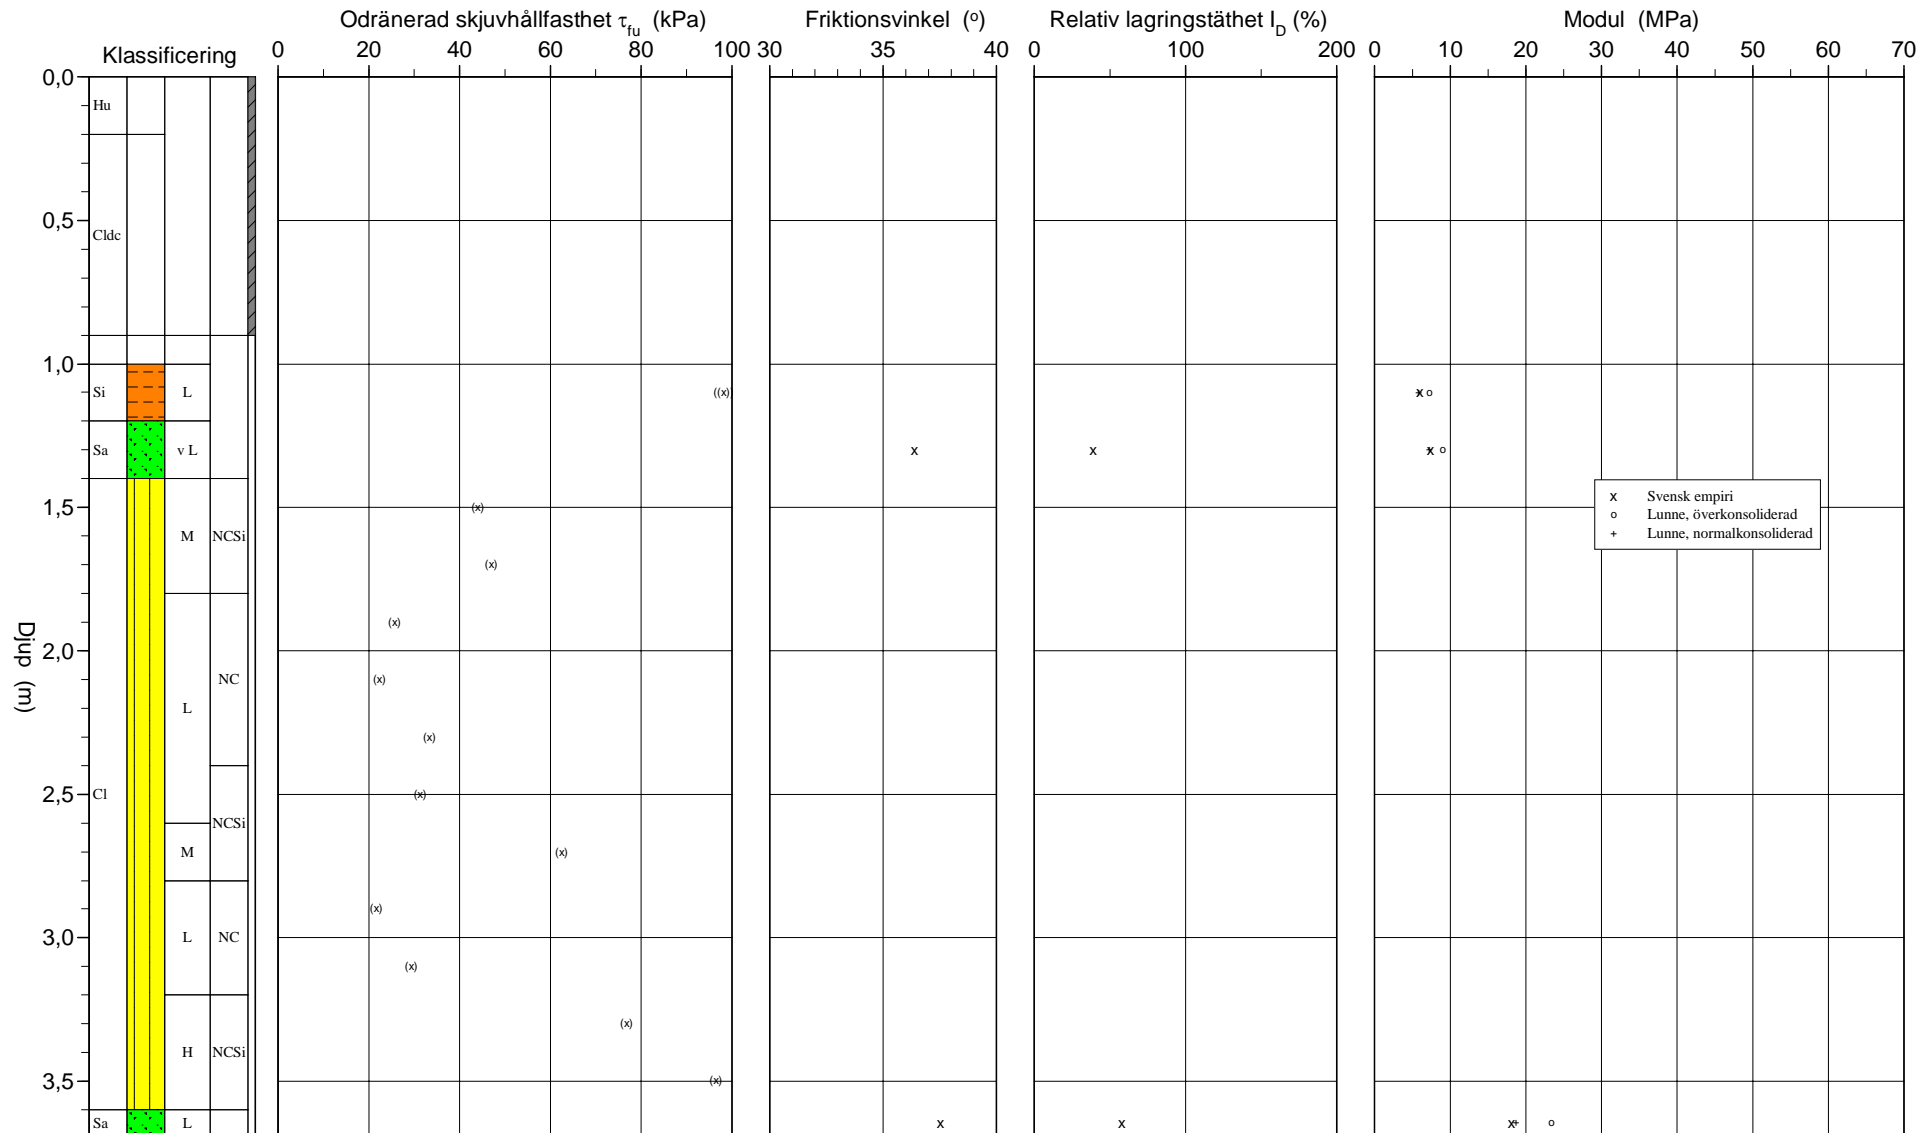 Odränerad skjuvhållfasthet τfu (kPa)
Friktionsvinkel (o)
Relativ lagringstäthet ID (%)
Modul (MPa)
Klassificering
0 20 40 60 80 100
30 35 40
0 100 200
0 10 20 30 40 50 60 70
0,0
Hu
0,5
Cldc
1,0
Si L
((x)
x
o
Sa v L
x
x
x
o
1,5
(x)
x Svensk empiri
o Lunne, överkonsoliderad
+ Lunne, normalkonsoliderad
M NCSi
(x)
(x)
Djup (m)
2,0
NC
(x)
L
(x)
2,5
Cl
(x)
NCSi
M
(x)
(x)
3,0
L NC
(x)
(x)
H NCSi
3,5
(x)
Sa L
x
x
x+
o